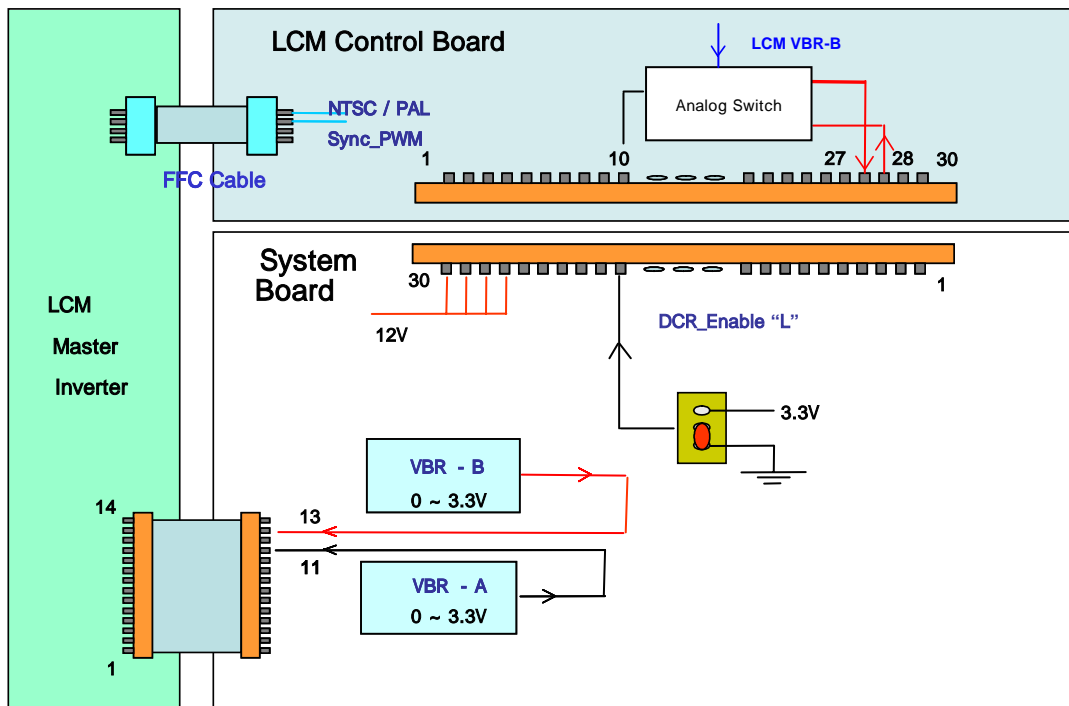 LCM Control Board
LCM VBR-B
Analog Switch
NTSC / PAL
Sync_PWM
FFC Cable
1
10
27
28
30
System
Board
30
1
12V
DCR_Enable “L”
3.3V
LCM
Master
Inverter
VBR - B
0 ~ 3.3V
14
13
11
VBR - A
0 ~ 3.3V
1